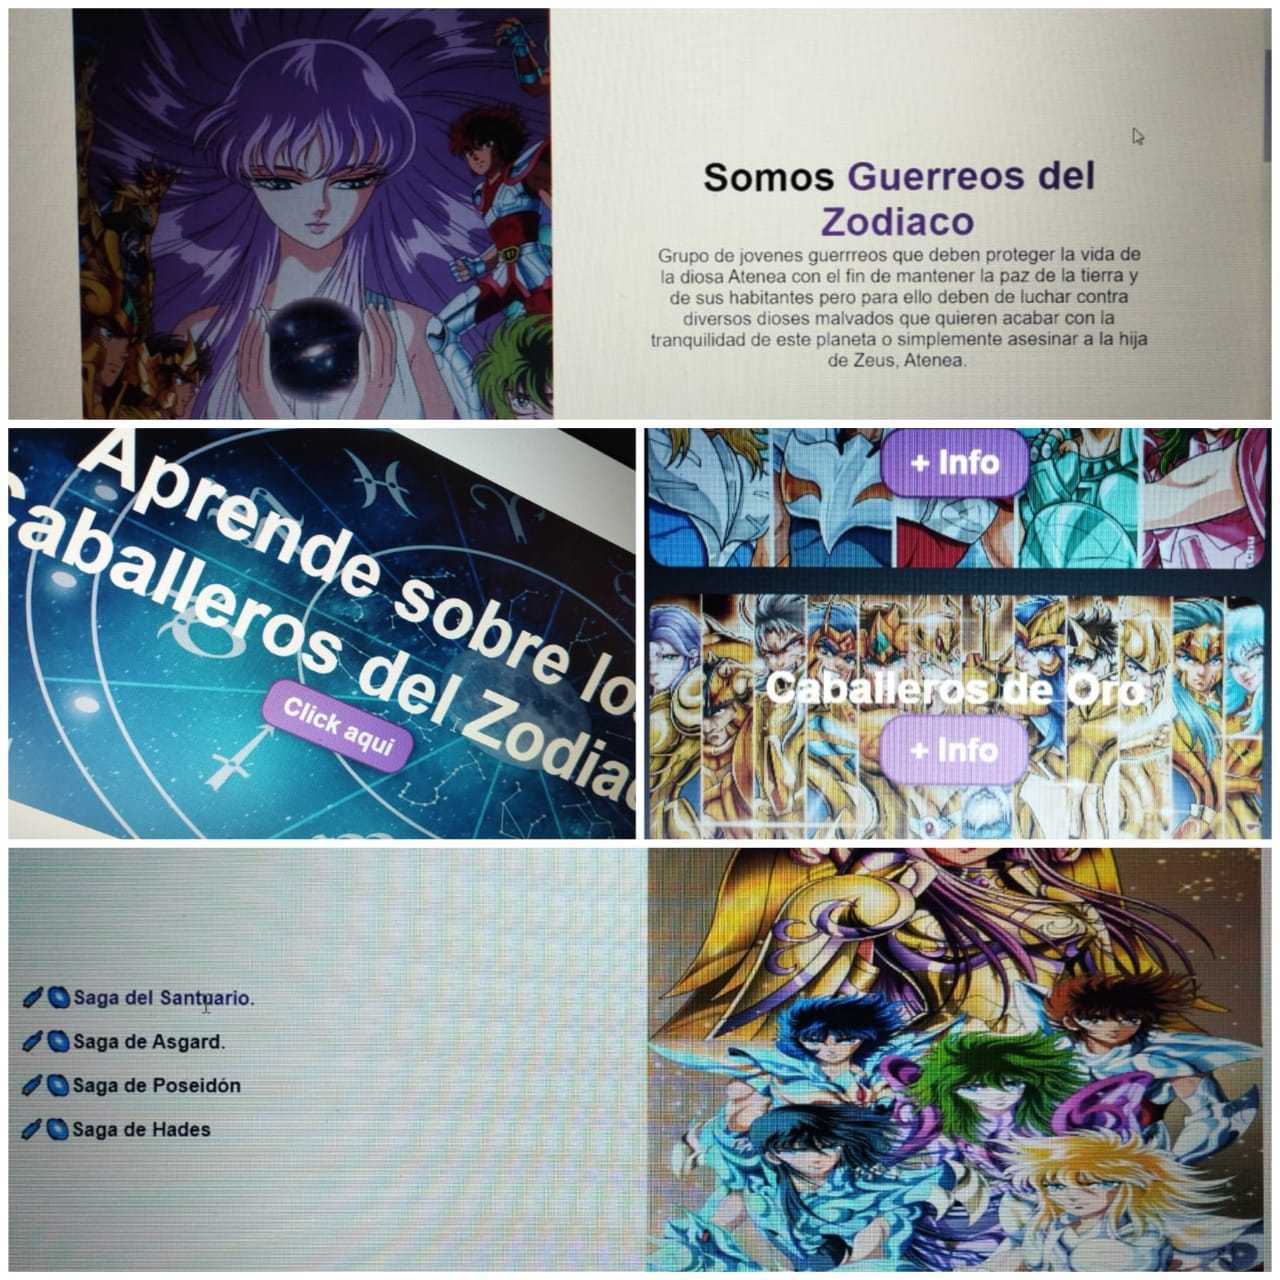 Somos Guerreos del
Zodiaco
Grupo de jovenes guerrreos que deben proteger la vida de
la diosa Atenea con el fin de mantener la paz de la tierra y
de sus habitantes pero para ello deben de luchar contra
diversos dioses malvados que quieren acabar con la
tranquilidad de este planeta o simplemente asesinar a la hija
de Zeus, Atenea.
Aprende sobre lo
Caballeros del Zodia
Click aqui
+ Info
chu
Caballeros de Oro
+ Info
Saga del Santuario.
Saga de Asgard.
Saga de Poseidón
Saga de Hades